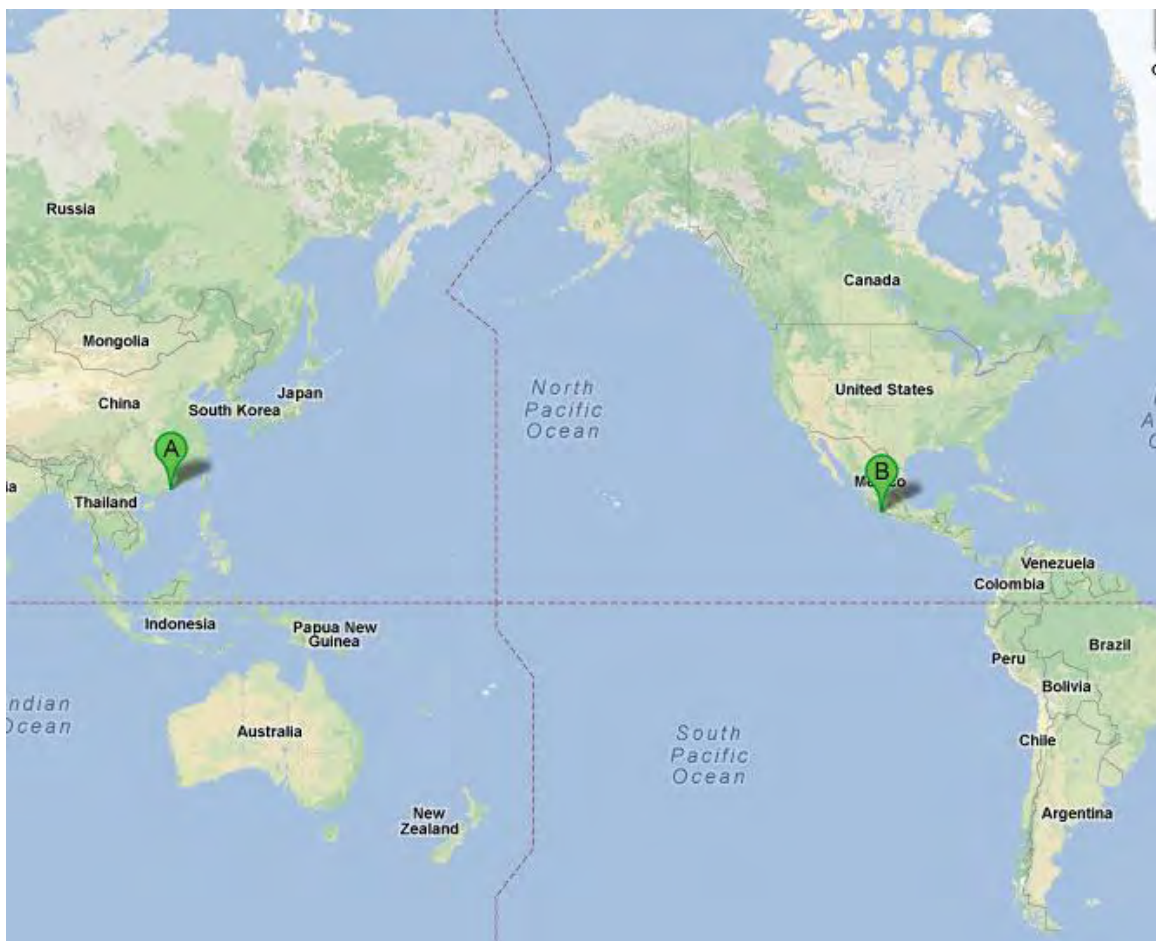 Russia
Canada
Mongolia
United States
North
Pacific
Ocean
Japan
China
South Korea
A
B
Thailand
Venezuela
Colombia
Indonesia
Papua New
Guinea
Brazil
Peru
Bolivia
ndian
Ocean
Australia
South
Pacific
Ocean
Chile
New
Zealand
Argentina